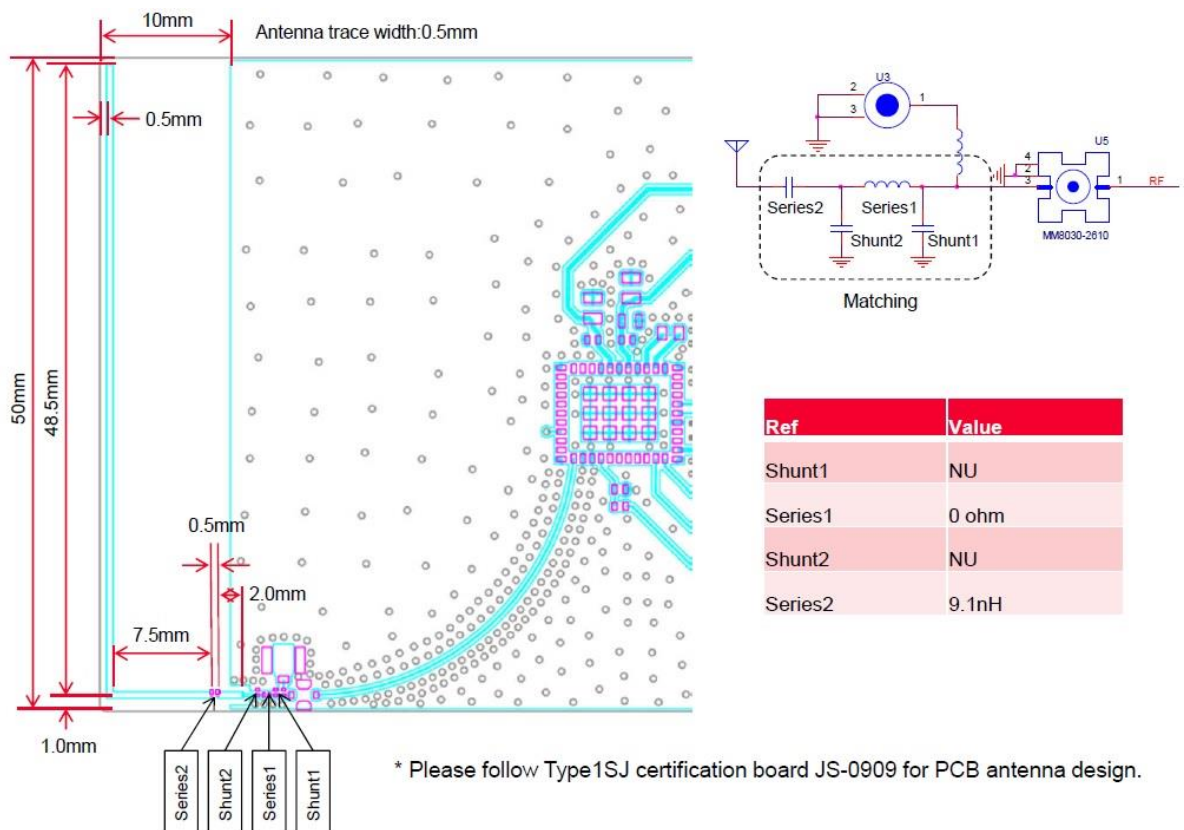 10mm
Antenna trace width:0.5mm
0.5mm
50mm
48.5mm
0.5mm
2.0mm
7.5mm
1.0mm
Series2
Shunt2
Series1
Shunt1
U3
2
3
1
U5
4
2
3
1
RF
Series2
Series1
Shunt2
Shunt1
MM8030-2610
Matching
Ref Value
Shunt1 NU
Series1 0 ohm
Shunt2 NU
Series2 9.1nH
* Please follow Type1SJ certification board JS-0909 for PCB antenna design.